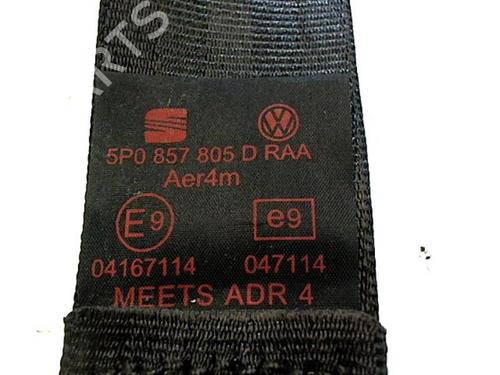 5P0 857 805 D RAA
Aer4m
E9 e9
04167114 047114
MEETS ADR 4